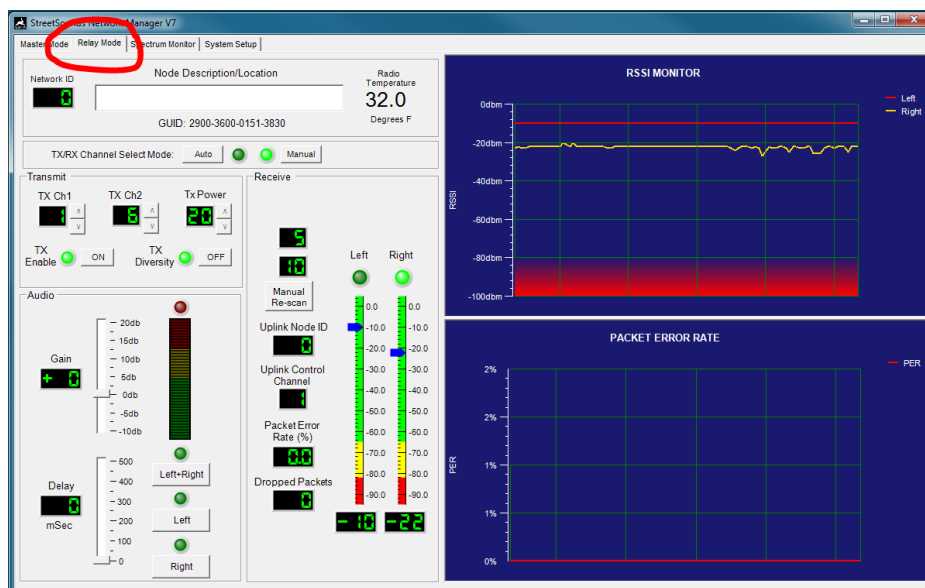 StreetSounds Network Manager V7
Master Mode
Relay Mode
Spectrum Monitor
System Setup
Network ID
0
Node Description/Location
GUID: 2900-3600-0151-3830
Radio
Temperature
32.0
Degrees F
TX/RX Channel Select Mode:
Auto
Manual
Transmit
TX Ch1
TX Ch2
Tx Power
1
6
20
TX
Enable
ON
TX
Diversity
OFF
Audio
Gain
+ 0
20db
15db
10db
5db
0db
-5db
-10db
Delay
0
mSec
500
400
300
200
100
0
Left+Right
Left
Right
Receive
5
10
Manual
Re-scan
Uplink Node ID
0
Uplink Control
Channel
1
Packet Error
Rate (%)
0.0
Dropped Packets
0
Left
Right
0.0
-10.0
-20.0
-30.0
-40.0
-50.0
-60.0
-70.0
-80.0
-90.0
0.0
-10.0
-20.0
-30.0
-40.0
-50.0
-60.0
-70.0
-80.0
-90.0
-10
-22
RSSI MONITOR
RSSI
0dbm
-20dbm
-40dbm
-60dbm
-80dbm
-100dbm
Left
Right
PACKET ERROR RATE
PER
2%
2%
1%
1%
0%
PER